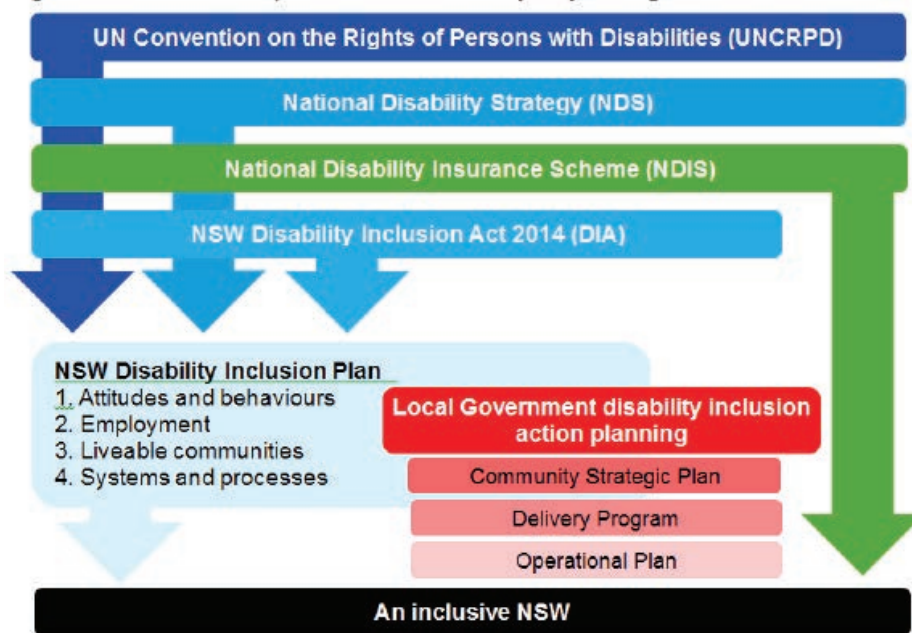 UN Convention on the Rights of Persons with Disabilities (UNCRPD)
National Disability Strategy (NDS)
National Disability Insurance Scheme (NDIS)
NSW Disability Inclusion Act 2014 (DIA)
NSW Disability Inclusion Plan
1. Attitudes and behaviours
2. Employment
3. Liveable communities
4. Systems and processes
Local Government disability inclusion
action planning
Community Strategic Plan
Delivery Program
Operational Plan
An inclusive NSW